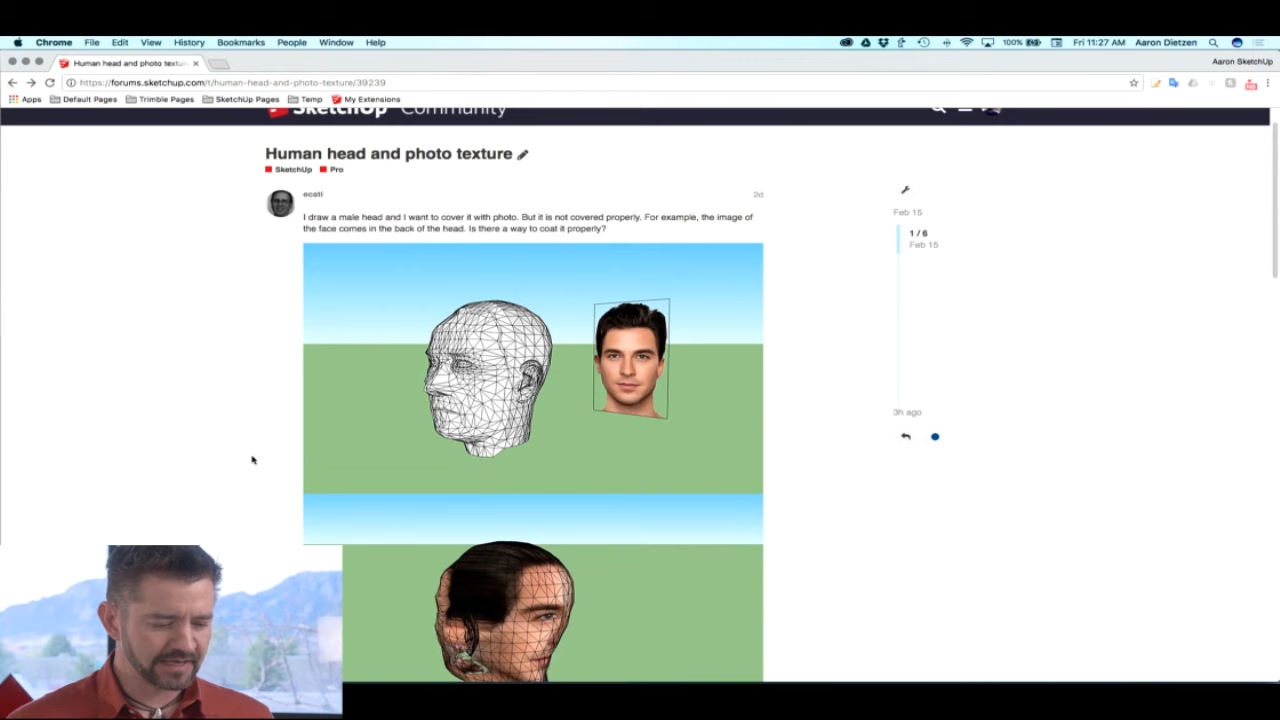 Chrome File Edit View History Bookmarks People Window Help 100% Fri 11:27 AM Aaron Dietzen
Human head and photo textur Aaron SketchUp
https://forums.sketchup.com/t/human-head-and-photo-texture/39239
Apps Default Pages Trimble Pages SketchUp Pages Temp My Extensions
SketchUp Community
Human head and photo texture
SketchUp Pro
ecati 2d
I draw a male head and I want to cover it with photo. But it is not covered properly. For example, the image of
the face comes in the back of the head. Is there a way to coat it properly?
Feb 15
1 / 6
Feb 15
3h ago